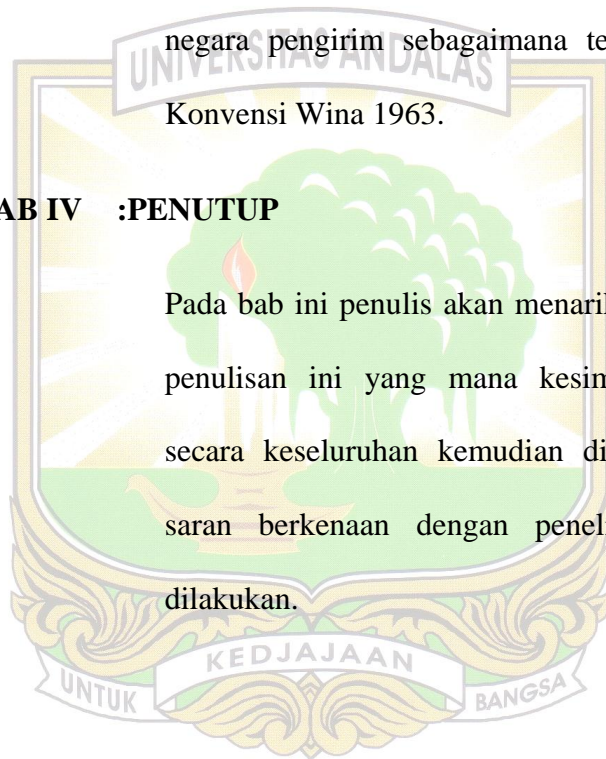 negara pengirim sebagaimana te
UNIVERSITAS ANDALAS
Konvensi Wina 1963.
AB IV :PENUTUP
Pada bab ini penulis akan menarik
penulisan ini yang mana kesim
secara keseluruhan kemudian di
saran berkenaan dengan penel
dilakukan.
KEDJAJAAN
UNTUK BANGSA